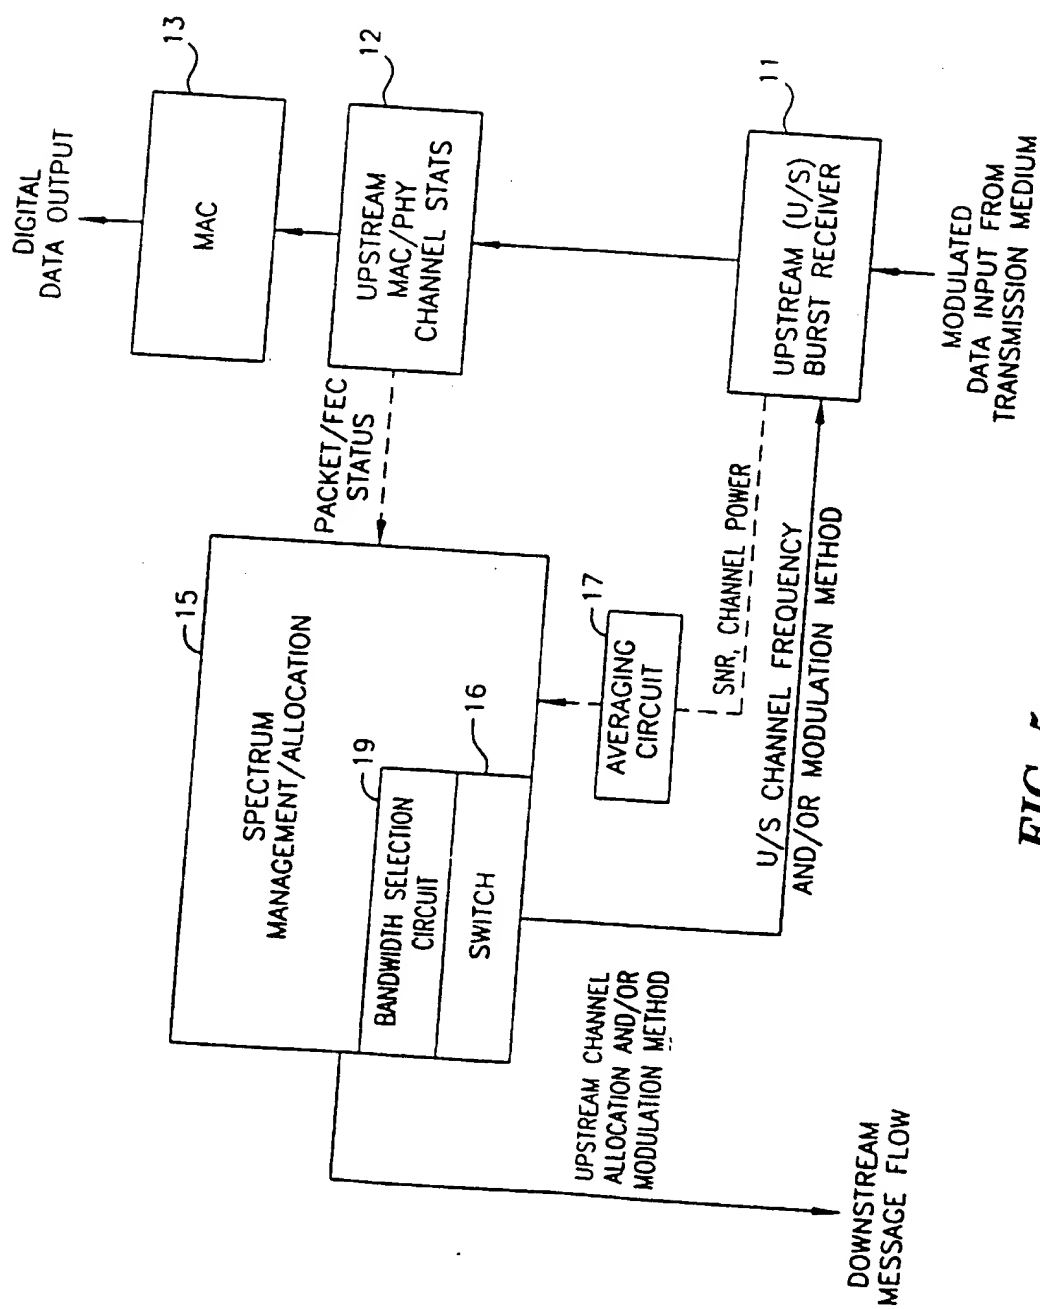 DIGITAL
DATA OUTPUT
13
MAC
12
UPSTREAM
MAC/PHY
CHANNEL STATS
11
UPSTREAM (U/S)
BURST RECEIVER
MODULATED
DATA INPUT FROM
TRANSMISSION MEDIUM
PACKET/FEC
STATUS
15
SPECTRUM
MANAGEMENT/ALLOCATION
19
BANDWIDTH SELECTION
CIRCUIT
16
SWITCH
17
AVERAGING
CIRCUIT
SNR, CHANNEL POWER
U/S CHANNEL FREQUENCY
AND/OR MODULATION METHOD
UPSTREAM CHANNEL
ALLOCATION AND/OR
MODULATION METHOD
DOWNSTREAM
MESSAGE FLOW